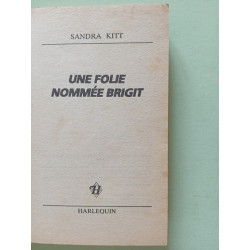 SANDRA KITT
UNE FOLIE
NOMMÉE BRIGIT
H
HARLEQUIN